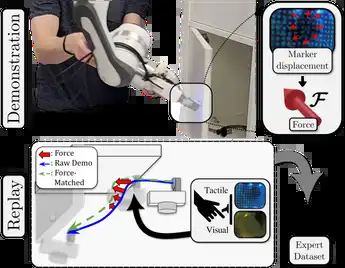 Demonstration
Marker
displacement
𝓕
Force
Replay
: Force
: Raw Demo
: Force-
Matched
Tactile
Visual
Expert
Dataset